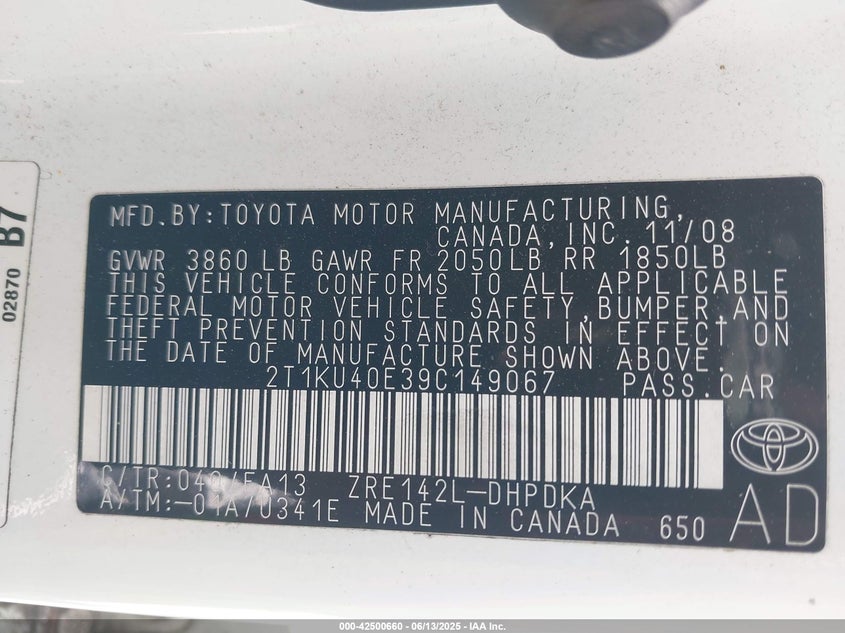 B7
02870
MFD.BY:TOYOTA MOTOR MANUFACTURING,
CANADA,INC. 11/08
GVWR 3860 LB GAWR FR 2050LB RR 1850LB
THIS VEHICLE CONFORMS TO ALL APPLICABLE
FEDERAL MOTOR VEHICLE SAFETY,BUMPER,AND
THEFT PREVENTION STANDARDS IN EFFECT ON
THE DATE OF MANUFACTURE SHOWN ABOVE.
2T1KU40E39C149067 PASS.CAR
C/TR:040/FA13 ZRE142L-DHPDKA
A/TM:-01A/U341E MADE IN CANADA 650
AD
000-42500660 - 06/13/2025 - IAA Inc.